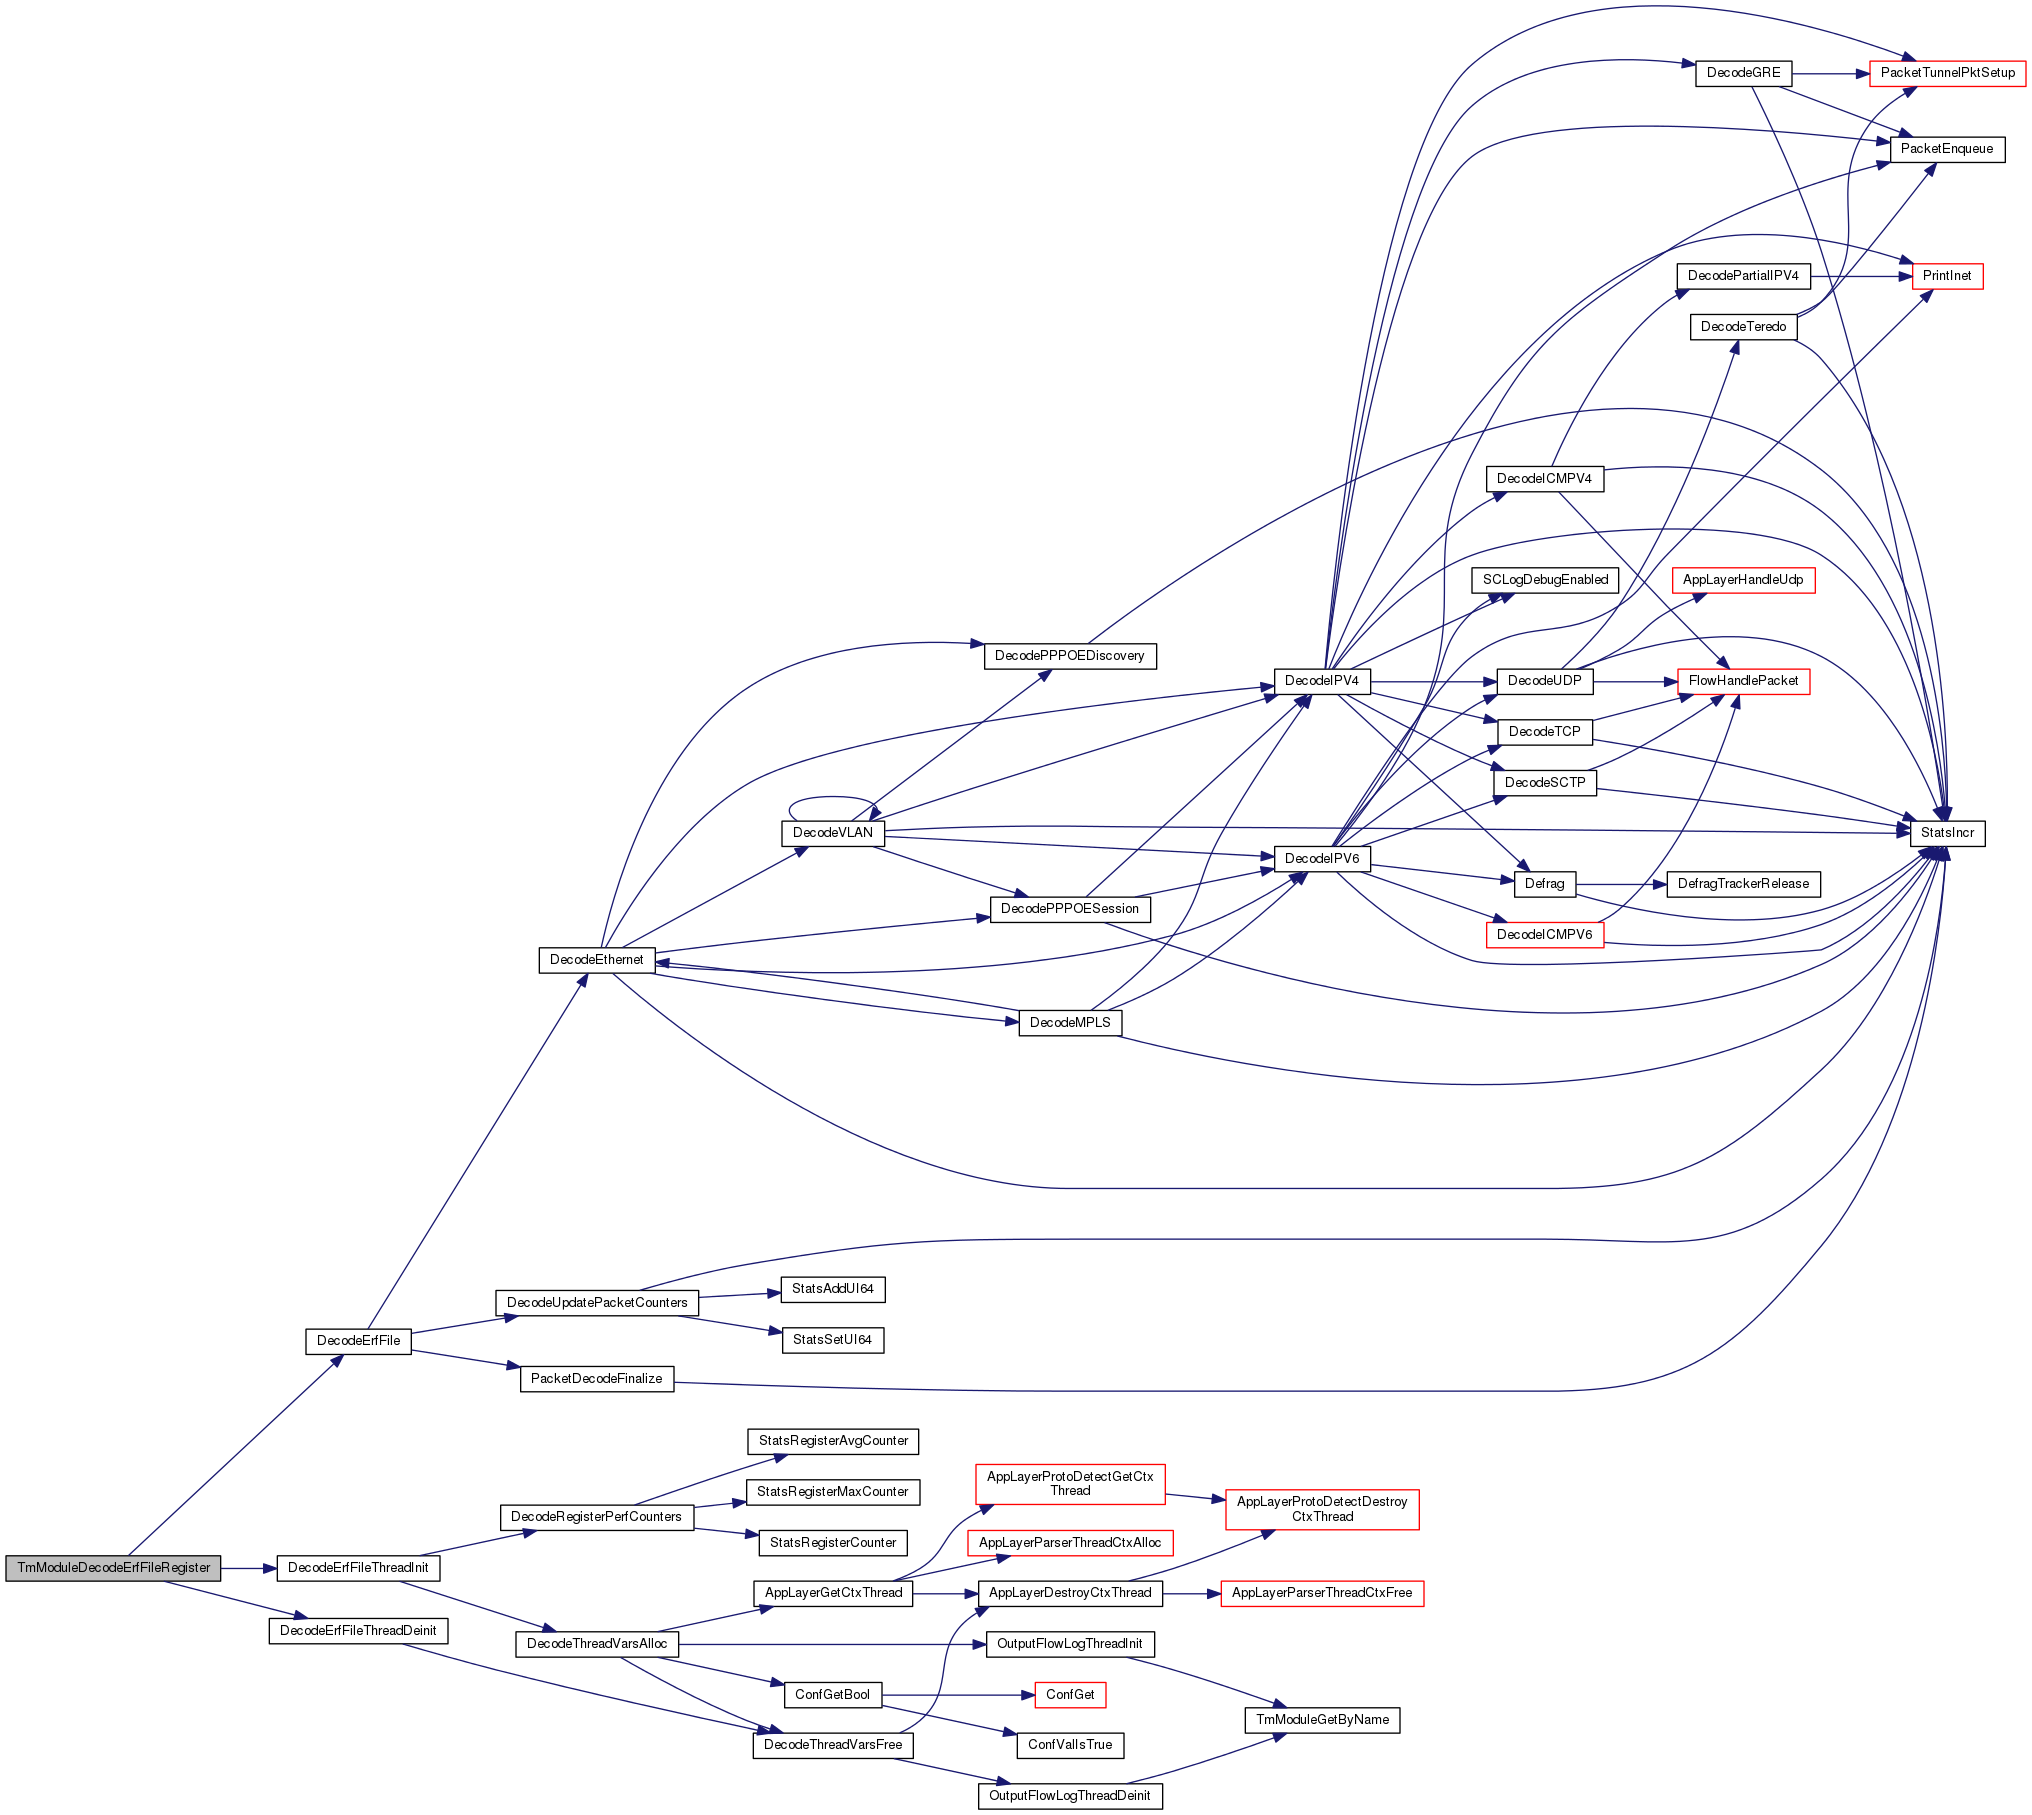 DecodeGRE
PacketTunnelPktSetup
PacketEnqueue
DecodePartialIPV4
PrintInet
DecodeTeredo
DecodeICMPV4
SCLogDebugEnabled
AppLayerHandleUdp
DecodePPPOEDiscovery
DecodeIPV4
DecodeUDP
FlowHandlePacket
DecodeTCP
DecodeSCTP
DecodeVLAN
StatsIncr
DecodeIPV6
Defrag
DefragTrackerRelease
DecodePPPOESession
DecodeICMPV6
DecodeEthernet
DecodeMPLS
StatsAddUI64
DecodeUpdatePacketCounters
DecodeErfFile
StatsSetUI64
PacketDecodeFinalize
StatsRegisterAvgCounter
AppLayerProtoDetectGetCtx
Thread
StatsRegisterMaxCounter
AppLayerProtoDetectDestroy
CtxThread
DecodeRegisterPerfCounters
StatsRegisterCounter
AppLayerParserThreadCtxAlloc
TmModuleDecodeErfFileRegister
DecodeErfFileThreadInit
AppLayerGetCtxThread
AppLayerDestroyCtxThread
AppLayerParserThreadCtxFree
DecodeErfFileThreadDeinit
DecodeThreadVarsAlloc
OutputFlowLogThreadInit
ConfGetBool
ConfGet
TmModuleGetByName
DecodeThreadVarsFree
ConfValIsTrue
OutputFlowLogThreadDeinit